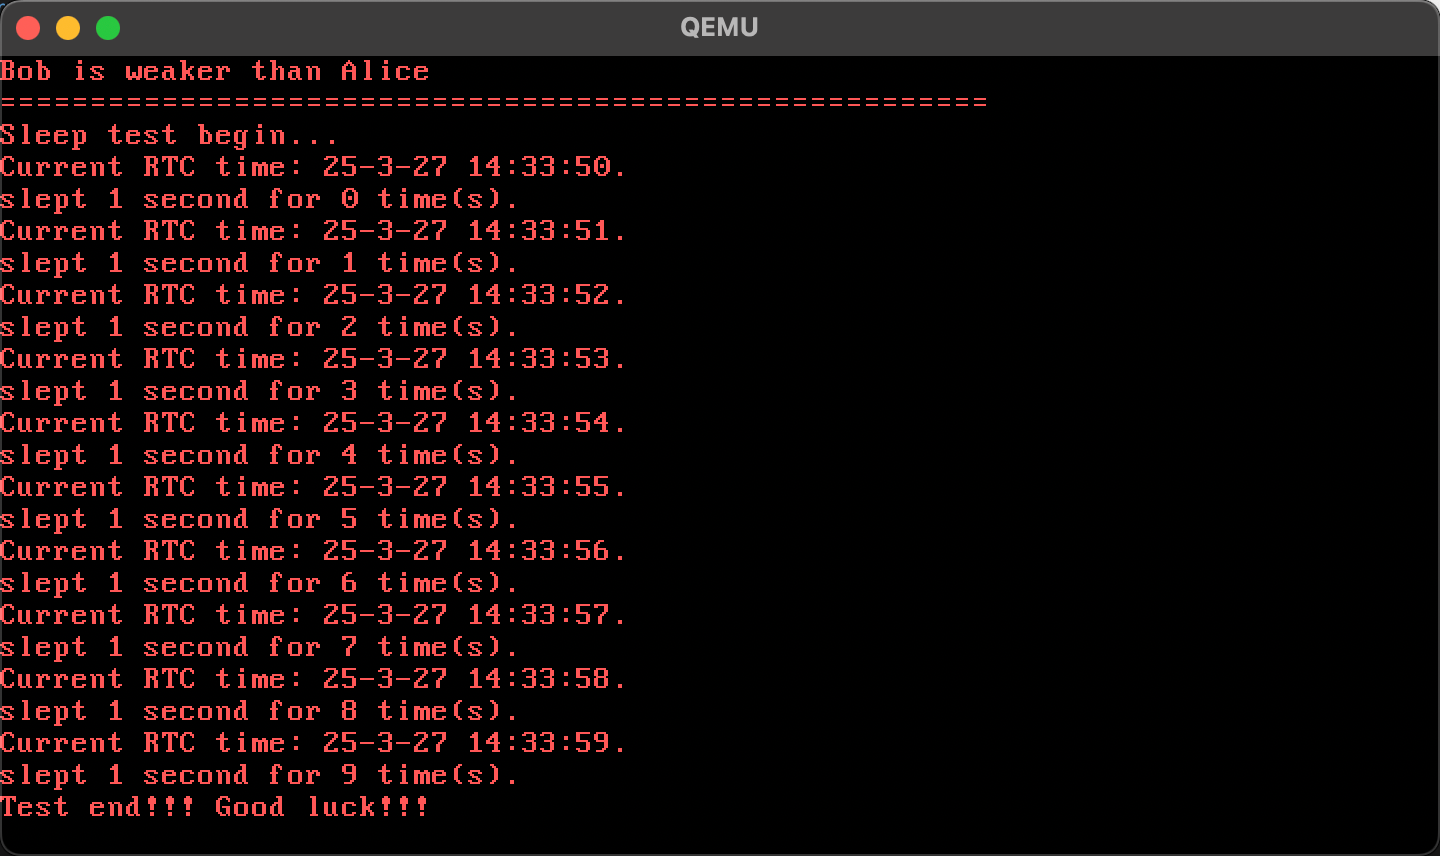 QEMU
Bob is weaker than Alice
=======================================================
Sleep test begin...
Current RTC time: 25-3-27 14:33:50.
slept 1 second for 0 time(s).
Current RTC time: 25-3-27 14:33:51.
slept 1 second for 1 time(s).
Current RTC time: 25-3-27 14:33:52.
slept 1 second for 2 time(s).
Current RTC time: 25-3-27 14:33:53.
slept 1 second for 3 time(s).
Current RTC time: 25-3-27 14:33:54.
slept 1 second for 4 time(s).
Current RTC time: 25-3-27 14:33:55.
slept 1 second for 5 time(s).
Current RTC time: 25-3-27 14:33:56.
slept 1 second for 6 time(s).
Current RTC time: 25-3-27 14:33:57.
slept 1 second for 7 time(s).
Current RTC time: 25-3-27 14:33:58.
slept 1 second for 8 time(s).
Current RTC time: 25-3-27 14:33:59.
slept 1 second for 9 time(s).
Test end!!! Good luck!!!